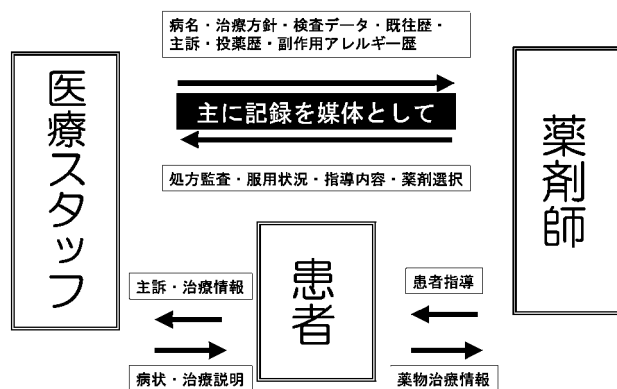 病名・治療方針・検査データ・既往歴・
主訴・投薬歴・副作用アレルギー歴
医療スタッフ
主に記録を媒体として
薬剤師
処方監査・服用状況・指導内容・薬剤選択
患者
主訴・治療情報
患者指導
病状・治療説明
薬物治療情報